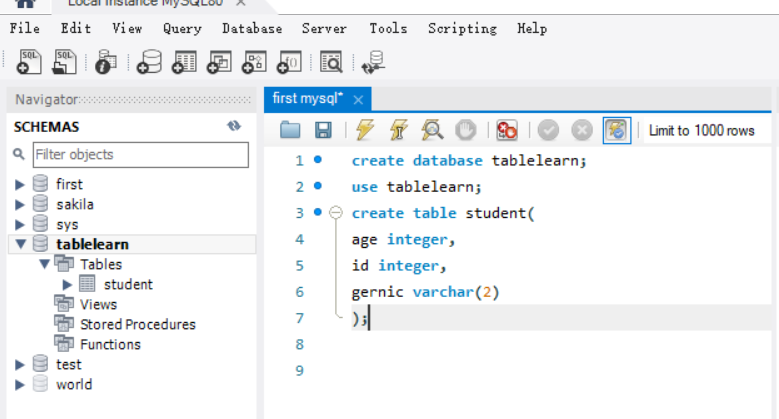 Local instance MySQL80 ×
File Edit View Query Database Server Tools Scripting Help
Navigator
SCHEMAS
Filter objects
first
sakila
sys
tablelearn
Tables
student
Views
Stored Procedures
Functions
test
world
first mysql* ×
Limit to 1000 rows
1 create database tablelearn;
2 use tablelearn;
3 create table student(
4 age integer,
5 id integer,
6 gernic varchar(2)
7 );
8
9